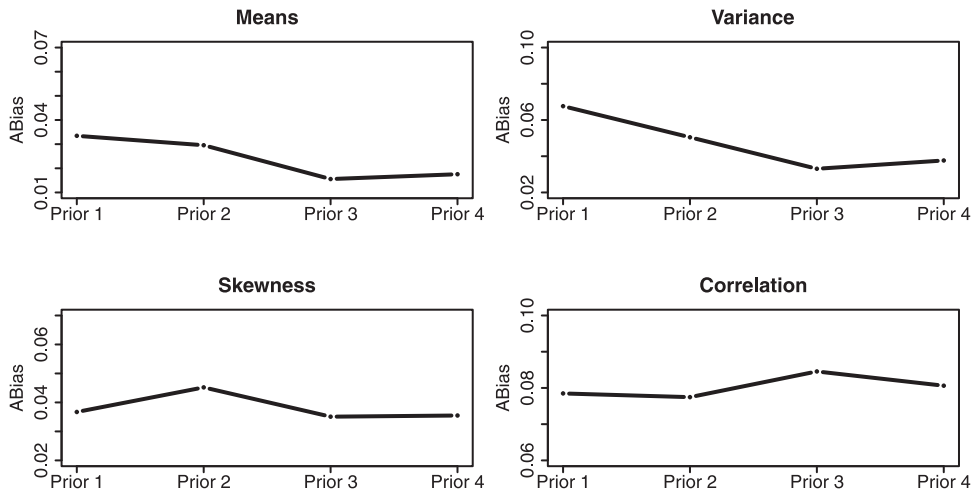 Means
ABias
0.07
0.04
0.01
Prior 1 Prior 2 Prior 3 Prior 4
Variance
ABias
0.10
0.06
0.02
Prior 1 Prior 2 Prior 3 Prior 4
Skewness
ABias
0.06
0.04
0.02
Prior 1 Prior 2 Prior 3 Prior 4
Correlation
ABias
0.10
0.08
0.06
Prior 1 Prior 2 Prior 3 Prior 4